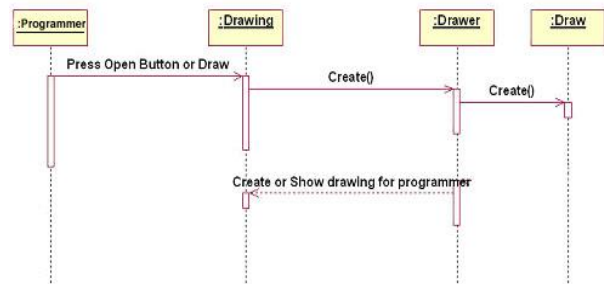 :Programmer
:Drawing
:Drawer
:Draw
Press Open Button or Draw
Create()
Create()
Create or Show drawing for programmer